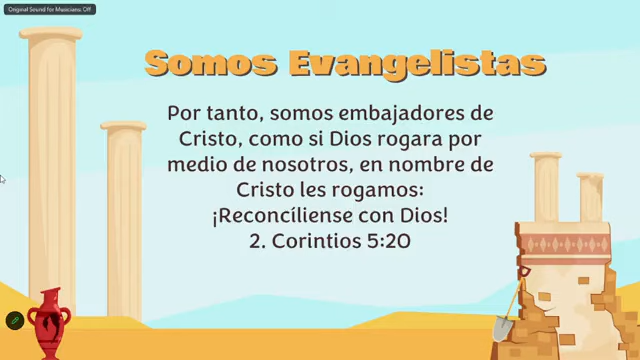 Original Sound for Musicians: Off
Somos Evangelistas
Por tanto, somos embajadores de
Cristo, como si Dios rogara por
medio de nosotros, en nombre de
Cristo les rogamos:
¡Reconcíliense con Dios!
2. Corintios 5:20